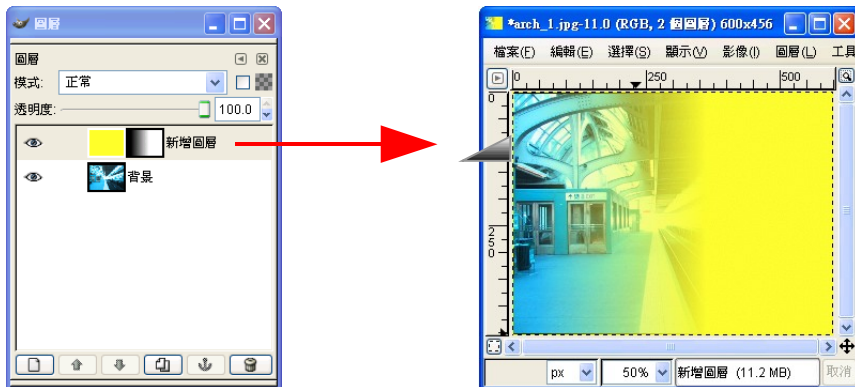 圖層
圖層
模式: 正常
透明度: 100.0
新增圖層
背景
*arch_1.jpg-11.0 (RGB, 2 個圖層) 600x456
檔案(F) 編輯(E) 選擇(S) 顯示(V) 影像(I) 圖層(L) 工具
0 250 500
0
250
px 50% 新增圖層 (11.2 MB) 取消